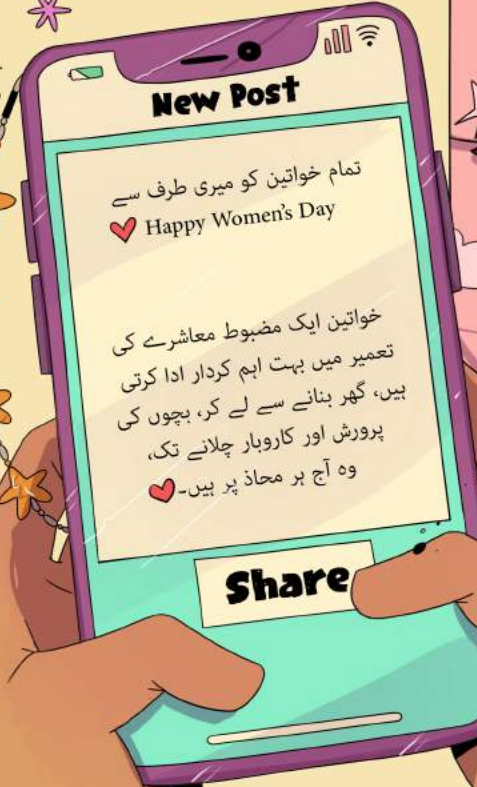 New Post
تمام خواتین کو میری طرف سے
Happy Women's Day ❤️
خواتین ایک مضبوط معاشرے کی
تعمیر میں بہت اہم کردار ادا کرتی
ہیں، گھر بنانے سے لے کر، بچوں کی
پرورش اور کاروبار چلانے تک،
وہ آج ہر محاذ پر ہیں۔❤️
Share